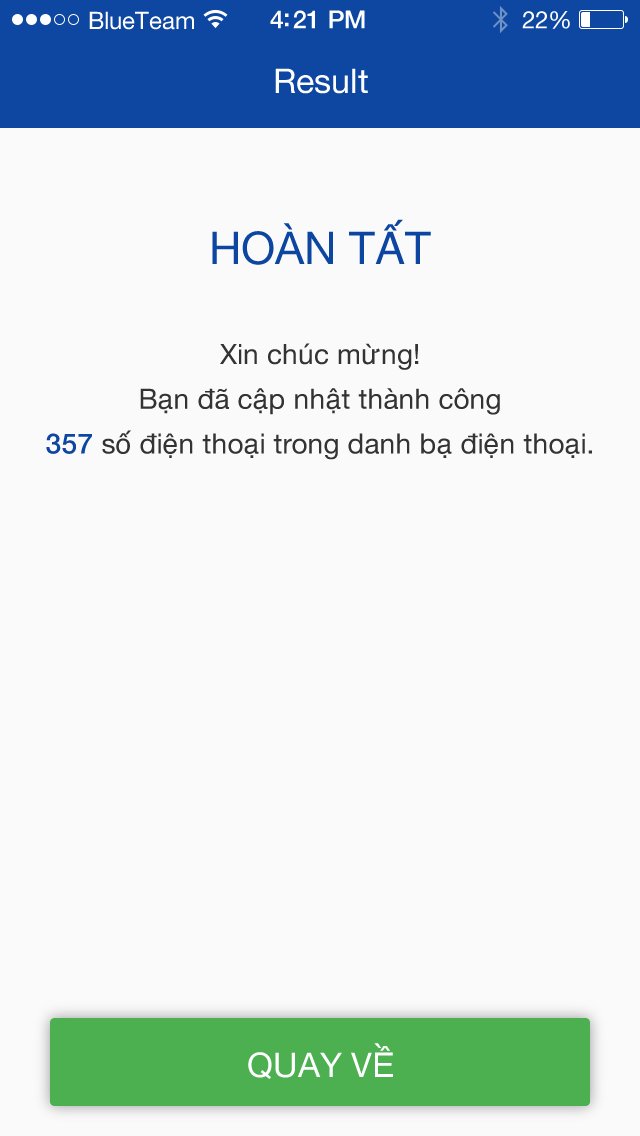 BlueTeam 4:21 PM 22%
Result
HOÀN TẤT
Xin chúc mừng!
Bạn đã cập nhật thành công
357 số điện thoại trong danh bạ điện thoại.
QUAY VỀ